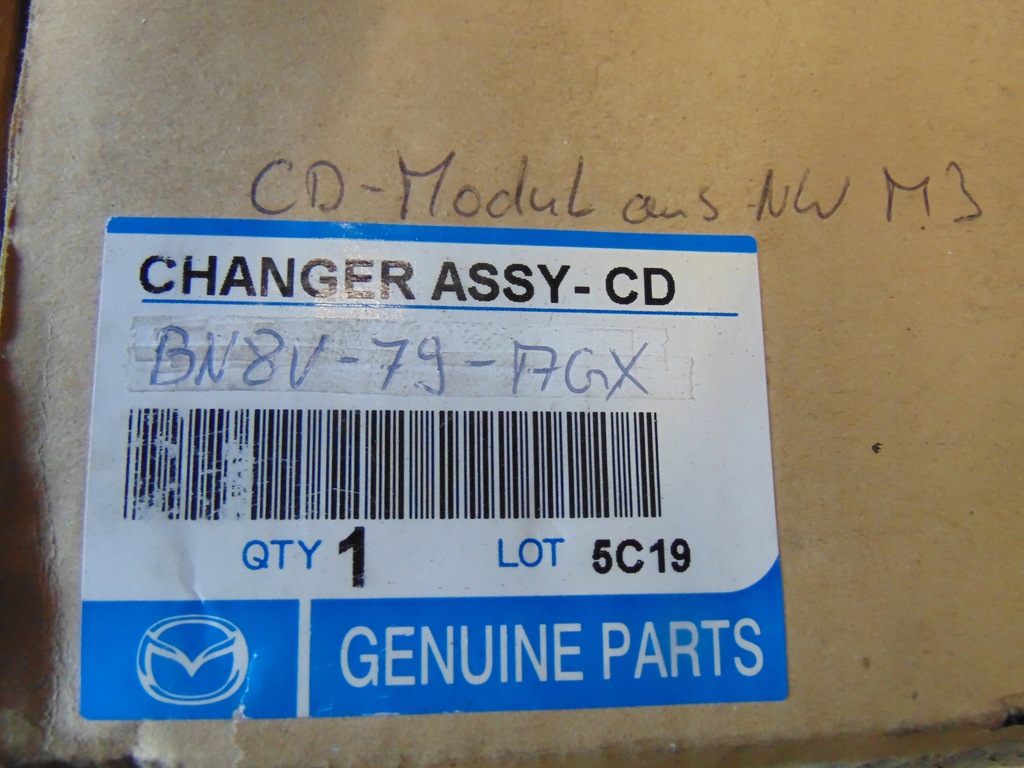 CD-Modul aus NW M3
CHANGER ASSY- CD
BN8V-79-17GX
QTY 1 LOT 5C19
GENUINE PARTS